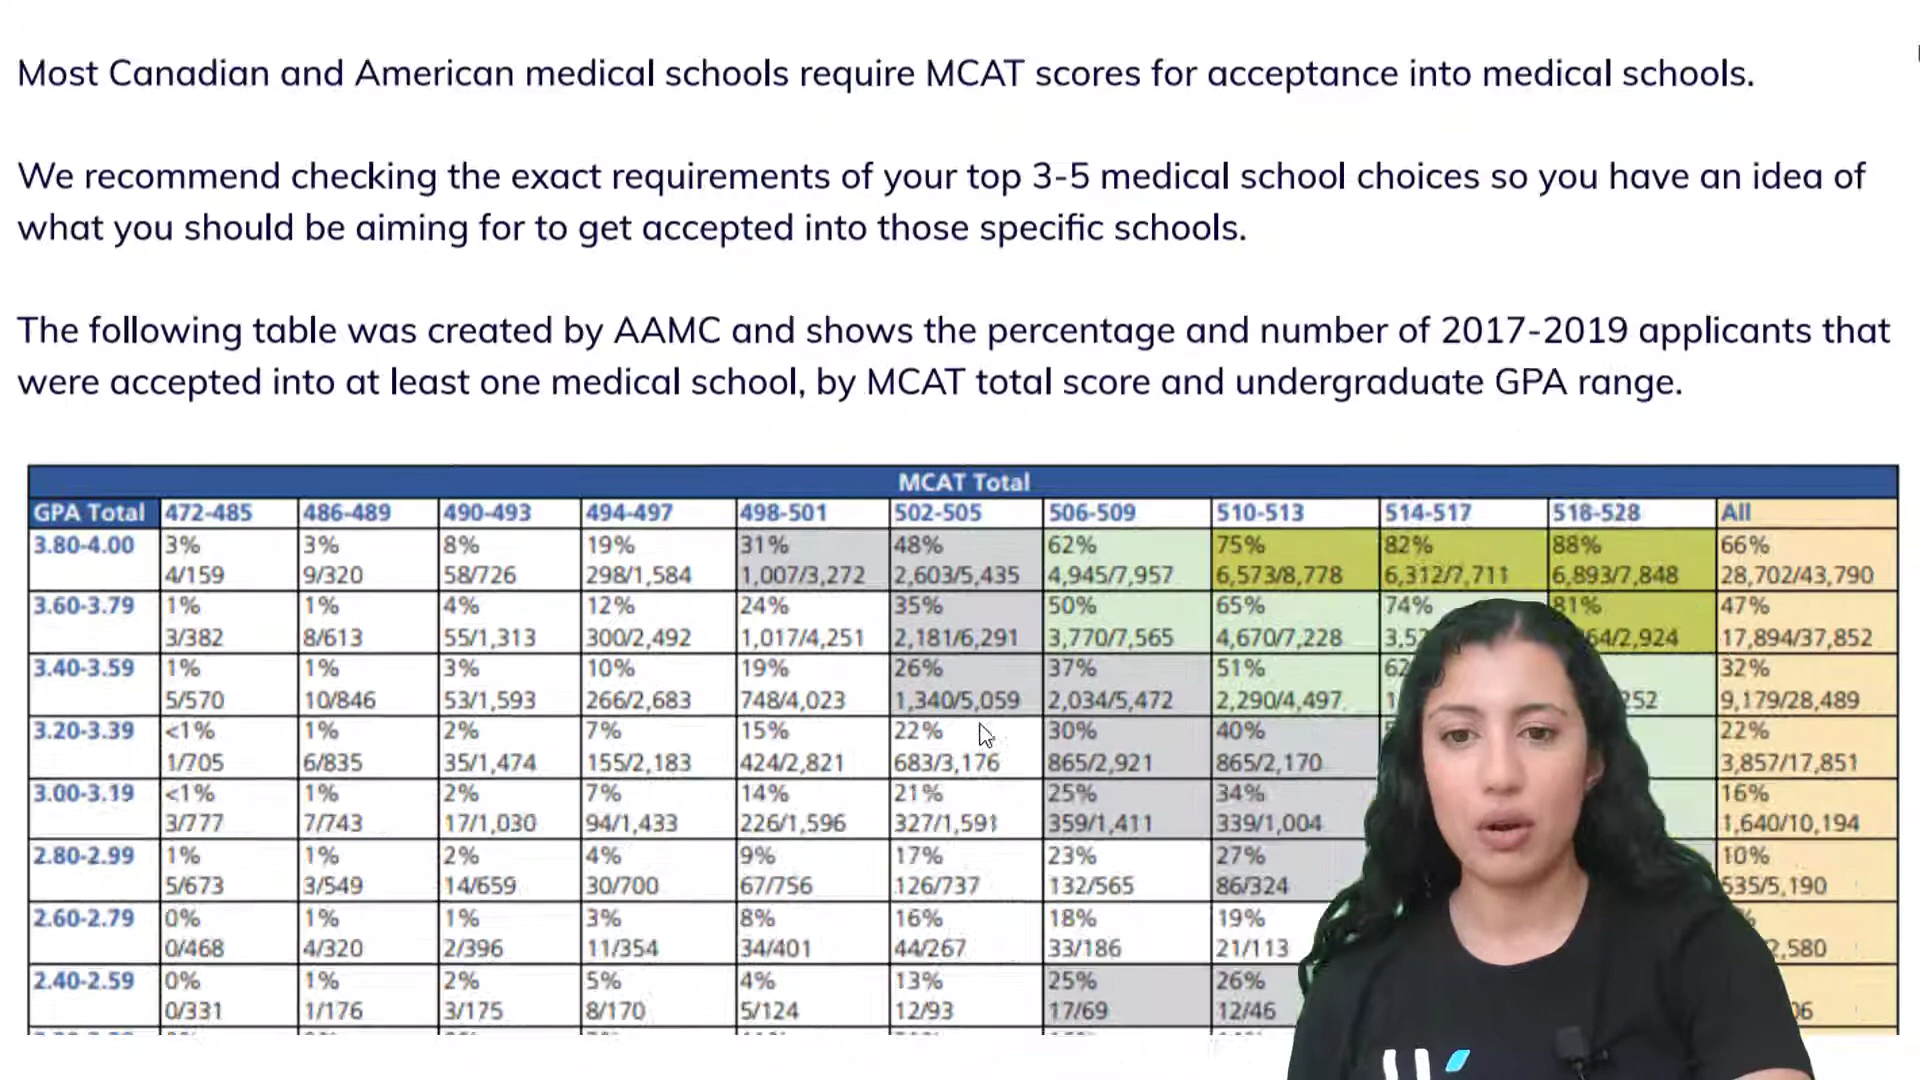 Most Canadian and American medical schools require MCAT scores for acceptance into medical schools.
We recommend checking the exact requirements of your top 3-5 medical school choices so you have an idea of
what you should be aiming for to get accepted into those specific schools.
The following table was created by AAMC and shows the percentage and number of 2017-2019 applicants that
were accepted into at least one medical school, by MCAT total score and undergraduate GPA range.
MCAT Total
GPA Total 472-485 486-489 490-493 494-497 498-501 502-505 506-509 510-513 514-517 518-528 All
3.80-4.00 3% 3% 8% 19% 31% 48% 62% 75% 82% 88% 66%
4/159 9/320 58/726 298/1,584 1,007/3,272 2,603/5,435 4,945/7,957 6,573/8,778 6,312/7,711 6,893/7,848 28,702/43,790
3.60-3.79 1% 1% 4% 12% 24% 35% 50% 65% 74% 81% 47%
3/382 8/613 55/1,313 300/2,492 1,017/4,251 2,181/6,291 3,770/7,565 4,670/7,228 17,894/37,852
3.40-3.59 1% 1% 3% 10% 19% 26% 37% 51% 32%
5/570 10/846 53/1,593 266/2,683 748/4,023 1,340/5,059 2,034/5,472 2,290/4,497 9,179/28,489
3.20-3.39 <1% 1% 2% 7% 15% 22% 30% 40% 22%
1/705 6/835 35/1,474 155/2,183 424/2,821 683/3,176 865/2,921 865/2,170 3,857/17,851
3.00-3.19 <1% 1% 2% 7% 14% 21% 25% 34% 16%
3/777 7/743 17/1,030 94/1,433 226/1,596 327/1,591 359/1,411 339/1,004 1,640/10,194
2.80-2.99 1% 1% 2% 4% 9% 17% 23% 27% 10%
5/673 3/549 14/659 30/700 67/756 126/737 132/565 86/324 535/5,190
2.60-2.79 0% 1% 1% 3% 8% 16% 18% 19%
0/468 4/320 2/396 11/354 34/401 44/267 33/186 21/113
2.40-2.59 0% 1% 2% 5% 4% 13% 25% 26%
0/331 1/176 3/175 8/170 5/124 12/93 17/69 12/46